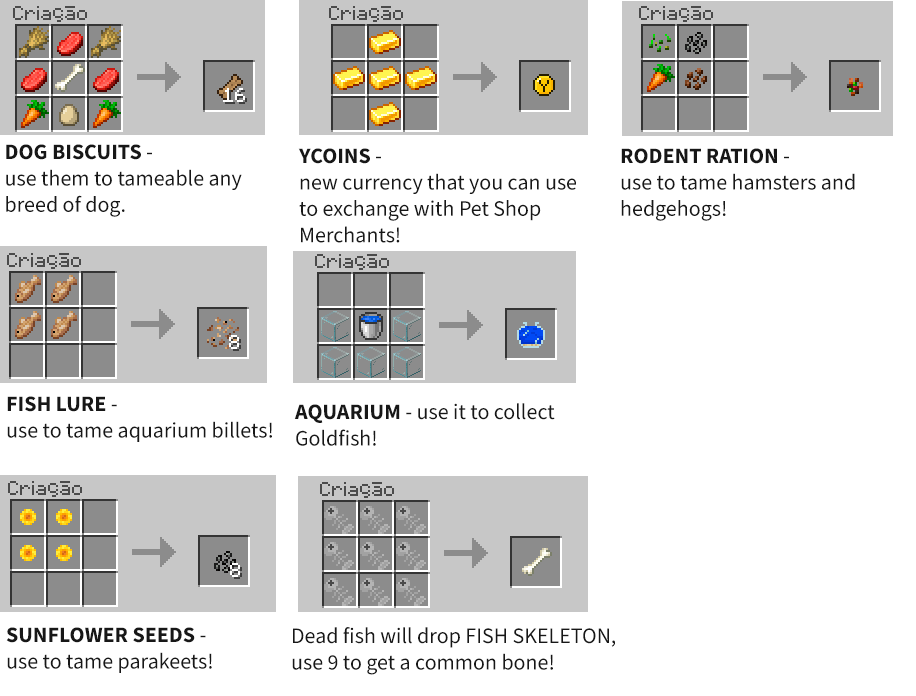 Criação
16
DOG BISCUITS -
use them to tameable any
breed of dog.
Criação
Y
YCOINS -
new currency that you can use
to exchange with Pet Shop
Merchants!
Criação
RODENT RATION -
use to tame hamsters and
hedgehogs!
Criação
8
FISH LURE -
use to tame aquarium billets!
Criação
AQUARIUM - use it to collect
Goldfish!
Criação
8
SUNFLOWER SEEDS -
use to tame parakeets!
Criação
Dead fish will drop FISH SKELETON,
use 9 to get a common bone!